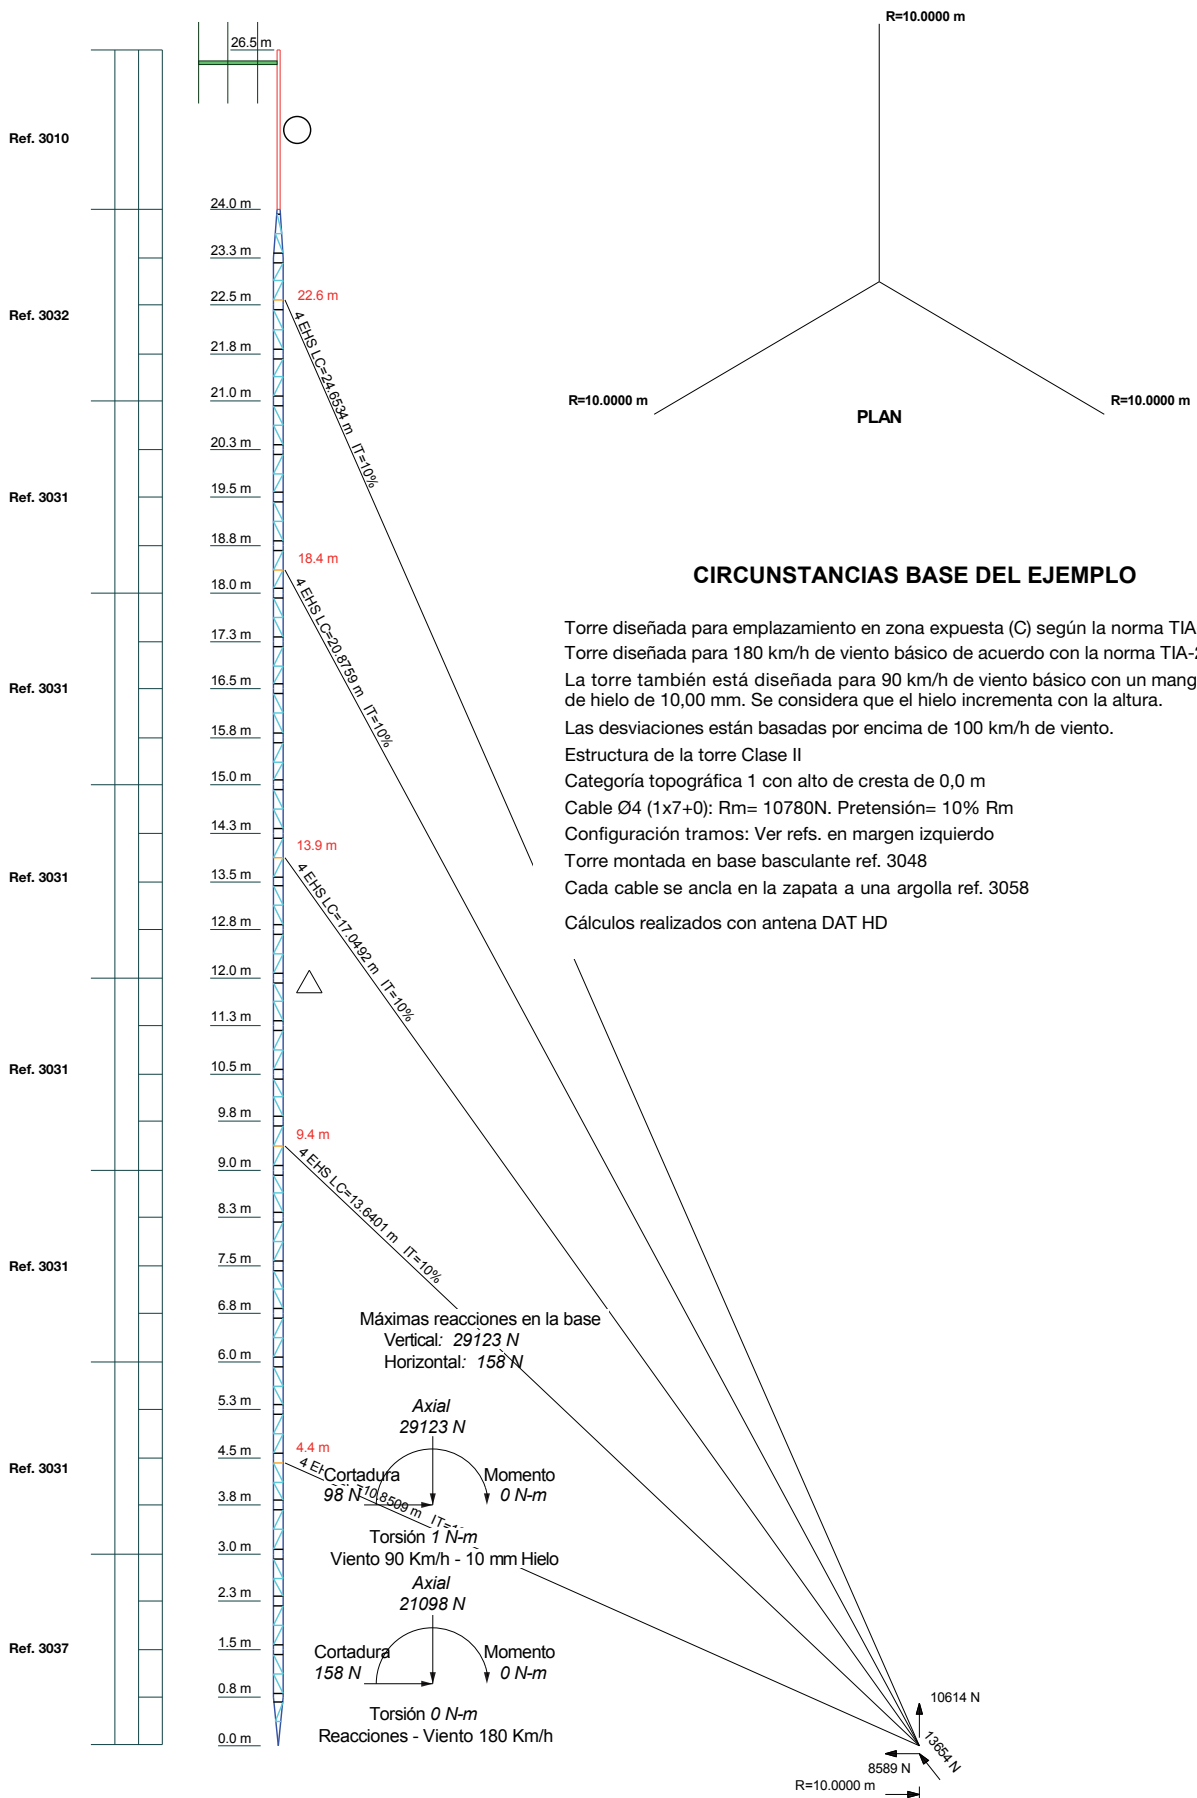 R=10.0000 m
26.5 m
Ref. 3010
24.0 m
23.3 m
22.5 m
22.6 m
Ref. 3032
4 EHS LC=24.6534 m IT=10%
21.8 m
21.0 m
R=10.0000 m
R=10.0000 m
PLAN
20.3 m
Ref. 3031
19.5 m
18.8 m
18.4 m
18.0 m
4 EHS LC=20.8759 m IT=10%
17.3 m
Ref. 3031
16.5 m
15.8 m
15.0 m
CIRCUNSTANCIAS BASE DEL EJEMPLO
Torre diseñada para emplazamiento en zona expuesta (C) según la norma TIA-
Torre diseñada para 180 km/h de viento básico de acuerdo con la norma TIA-
La torre también está diseñada para 90 km/h de viento básico con un mang
de hielo de 10,00 mm. Se considera que el hielo incrementa con la altura.
Las desviaciones están basadas por encima de 100 km/h de viento.
Estructura de la torre Clase II
Categoría topográfica 1 con alto de cresta de 0,0 m
Cable Ø4 (1x7+0): Rm= 10780N. Pretensión= 10% Rm
Configuración tramos: Ver refs. en margen izquierdo
Torre montada en base basculante ref. 3048
Cada cable se ancla en la zapata a una argolla ref. 3058
Cálculos realizados con antena DAT HD
14.3 m
13.9 m
Ref. 3031
13.5 m
4 EHS LC=17.0492 m IT=10%
12.8 m
12.0 m
11.3 m
Ref. 3031
10.5 m
9.8 m
9.4 m
9.0 m
4 EHS LC=13.6401 m IT=10%
8.3 m
Ref. 3031
7.5 m
6.8 m
6.0 m
Máximas reacciones en la base
Vertical: 29123 N
Horizontal: 158 N
5.3 m
4.5 m
4.4 m
Ref. 3031
3.8 m
3.0 m
Axial
29123 N
Cortadura
98 N
Momento
0 N-m
10.8509 m
Torsión 1 N-m
Viento 90 Km/h - 10 mm Hielo
2.3 m
Ref. 3037
1.5 m
0.8 m
0.0 m
Axial
21098 N
Cortadura
158 N
Momento
0 N-m
Torsión 0 N-m
Reacciones - Viento 180 Km/h
10614 N
13654 N
8589 N
R=10.0000 m